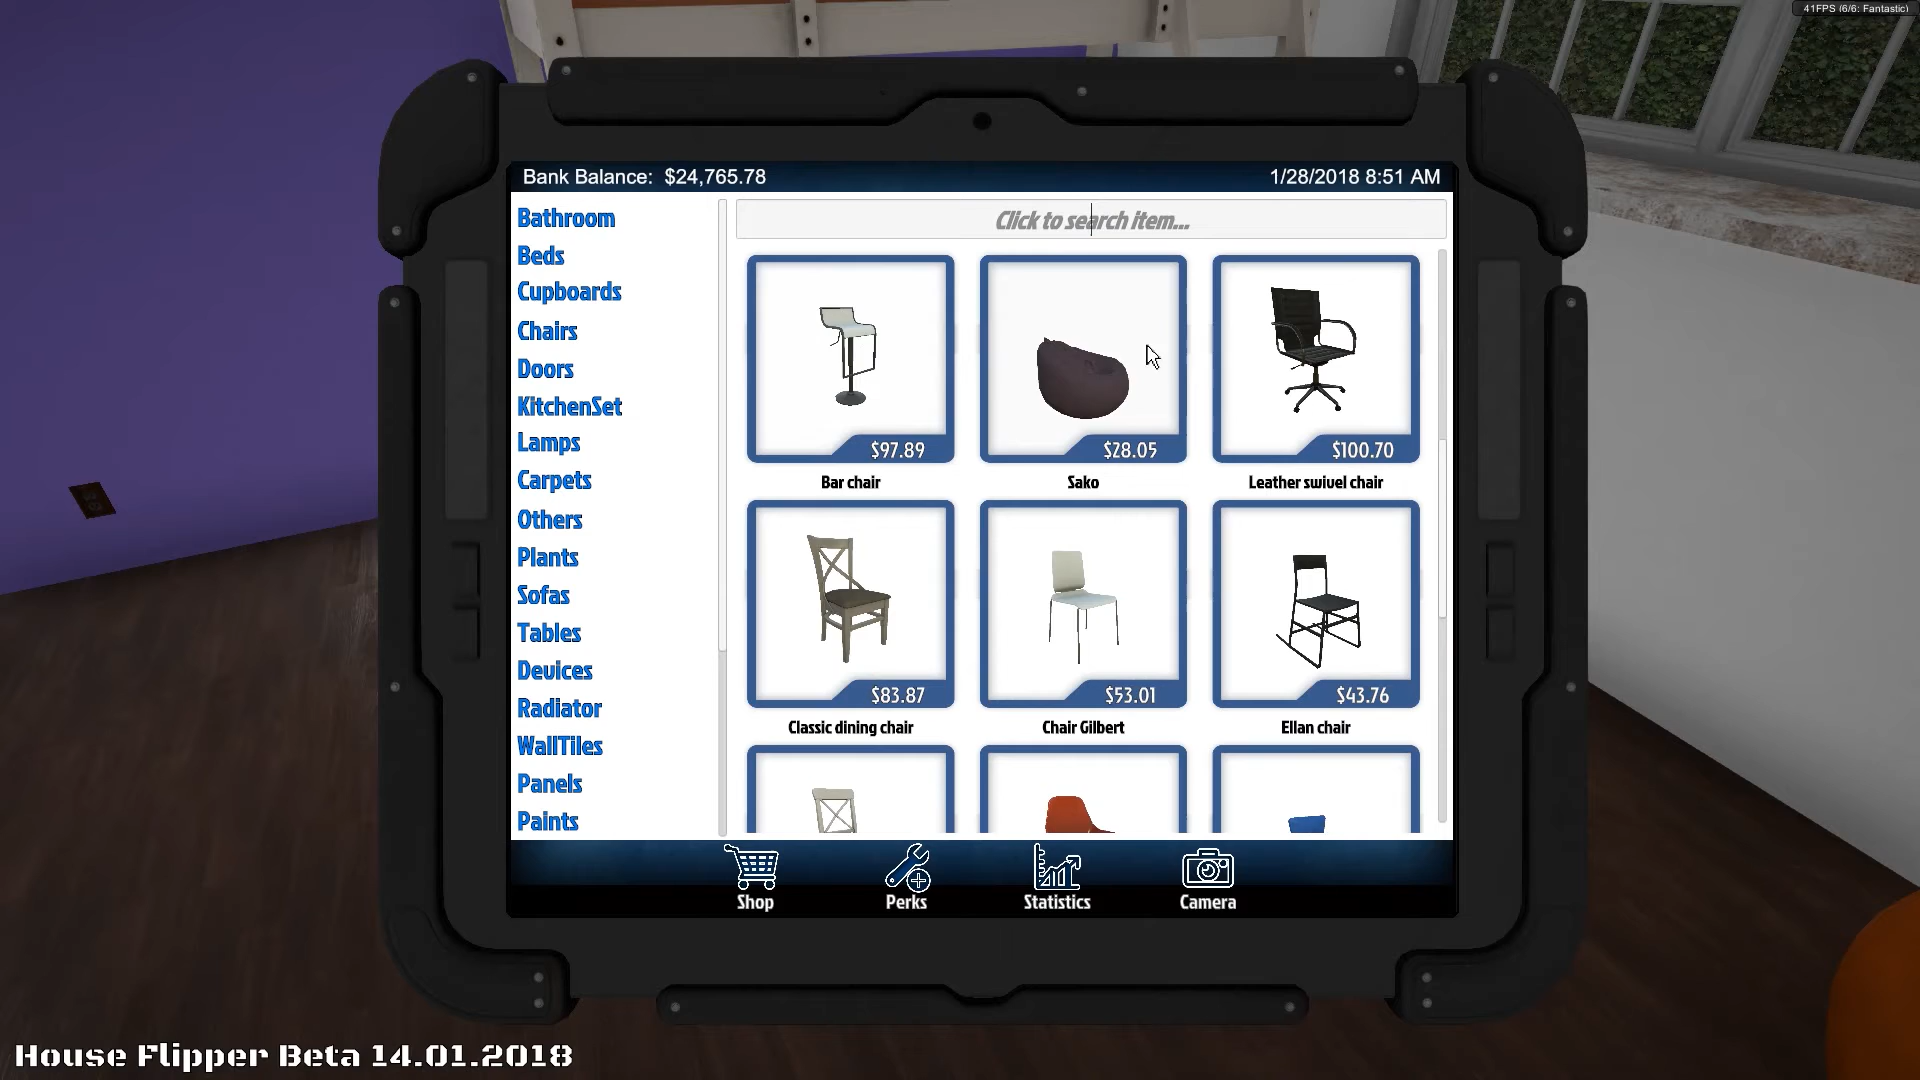 41FPS (6/6: Fantastic)
Bank Balance: $24,765.78
1/28/2018 8:51 AM
Bathroom
Beds
Cupboards
Chairs
Doors
KitchenSet
Lamps
Carpets
Others
Plants
Sofas
Tables
Devices
Radiator
WallTiles
Panels
Paints
Click to search item...
$97.89
$28.05
$100.70
Bar chair
Sako
Leather swivel chair
$83.87
$53.01
$43.76
Classic dining chair
Chair Gilbert
Ellan chair
Shop
Perks
Statistics
Camera
House Flipper Beta 14.01.2018